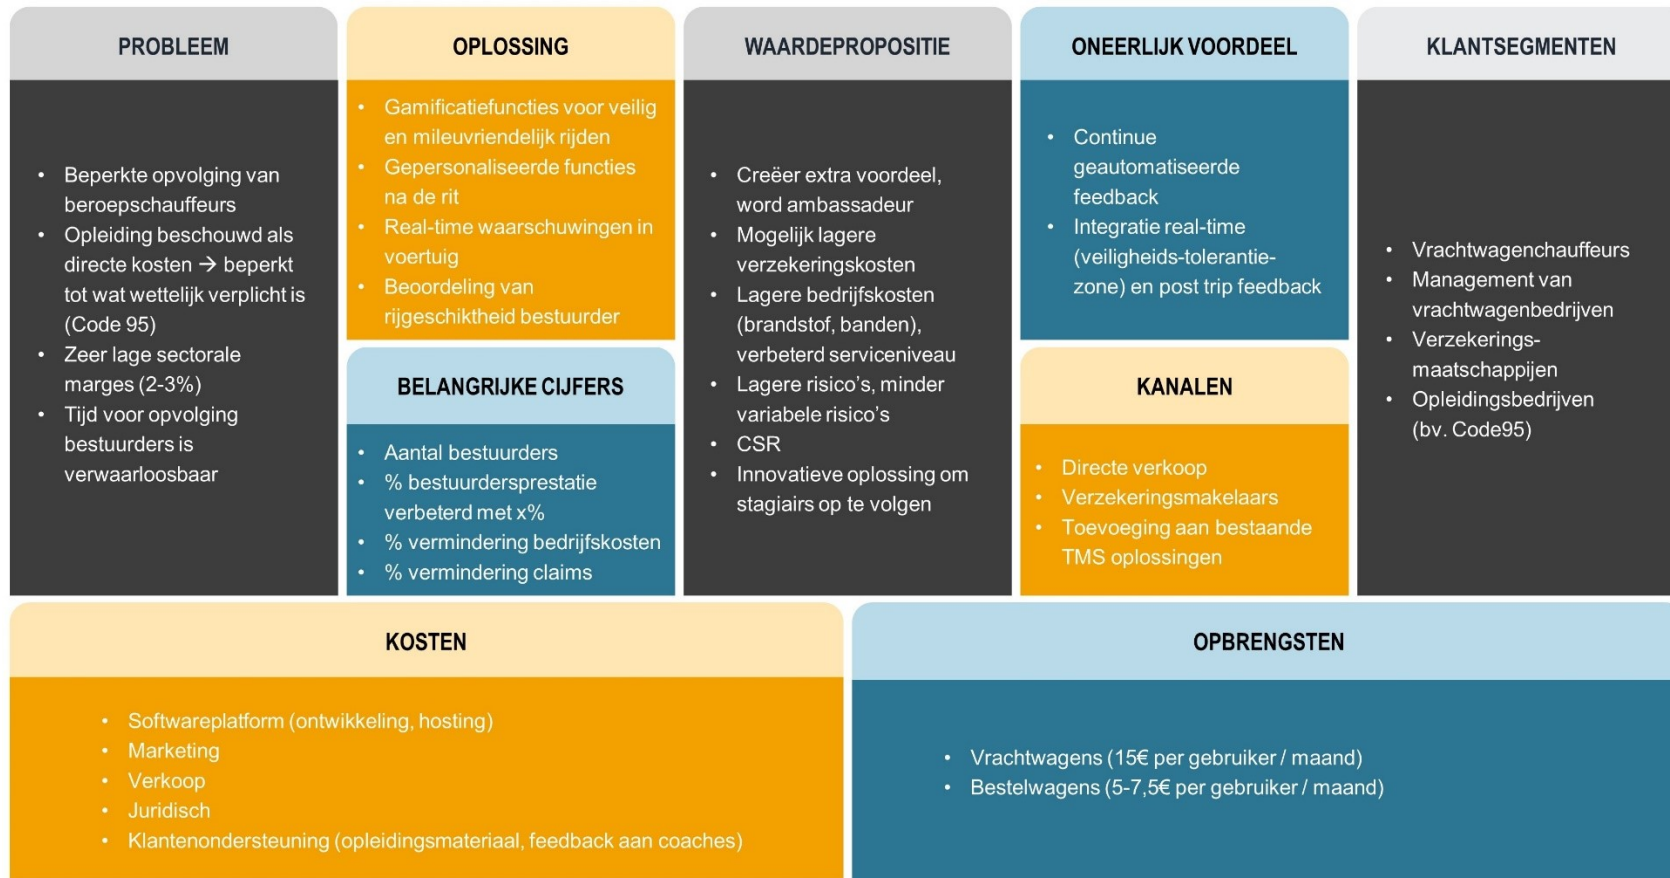 PROBLEEM
• Beperkte opvolging van
beroepschauffeurs
• Opleiding beschouwd als
directe kosten → beperkt
tot wat wettelijk verplicht is
(Code 95)
• Zeer lage sectorale
marges (2-3%)
• Tijd voor opvolging
bestuurders is
verwaarloosbaar
OPLOSSING
• Gamificatiefuncties voor veilig
en mileuvriendelijk rijden
• Gepersonaliseerde functies
na de rit
• Real-time waarschuwingen in
voertuig
• Beoordeling van
rijgeschiktheid bestuurder
BELANGRIJKE CIJFERS
• Aantal bestuurders
• % bestuurdersprestatie
verbeterd met x%
• % vermindering bedrijfskosten
• % vermindering claims
WAARDEPROPOSITIE
• Creëer extra voordeel,
word ambassadeur
• Mogelijk lagere
verzekeringskosten
• Lagere bedrijfskosten
(brandstof, banden),
verbeterd serviceniveau
• Lagere risico's, minder
variabele risico's
• CSR
• Innovatieve oplossing om
stagiairs op te volgen
ONEERLIJK VOORDEEL
• Continue
geautomatiseerde
feedback
• Integratie real-time
(veiligheids-tolerantie-
zone) en post trip feedback
KANALEN
• Directe verkoop
• Verzekeringsmakelaars
• Toevoeging aan bestaande
TMS oplossingen
KLANTSEGMENTEN
• Vrachtwagenchauffeurs
• Management van
vrachtwagenbedrijven
• Verzekerings-
maatschappijen
• Opleidingsbedrijven
(bv. Code95)
KOSTEN
• Softwareplatform (ontwikkeling, hosting)
• Marketing
• Verkoop
• Juridisch
• Klantenondersteuning (opleidingsmateriaal, feedback aan coaches)
OPBRENGSTEN
• Vrachtwagens (15€ per gebruiker / maand)
• Bestelwagens (5-7,5€ per gebruiker / maand)